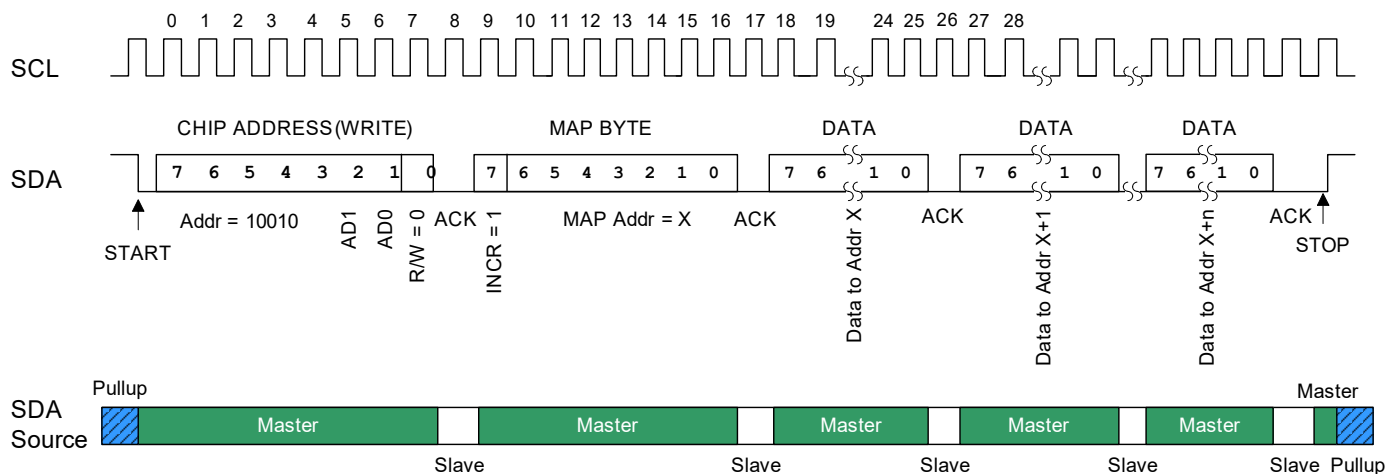 0 1 2 3 4 5 6 7 8 9 10 11 12 13 14 15 16 17 18 19 24 25 26 27 28
SCL
CHIP ADDRESS (WRITE) MAP BYTE DATA DATA DATA
SDA 7 6 5 4 3 2 1 0 7 6 5 4 3 2 1 0 7 6 1 0 7 6 1 0 7 6 1 0
Addr = 10010 AD1 AD0 R/W = 0 ACK INCR = 1 MAP Addr = X ACK Data to Addr X ACK Data to Addr X+1 Data to Addr X+n ACK
START STOP
Pullup Master
SDA
Source
Master Master Master Master Master
Slave Slave Slave Slave Slave Pullup